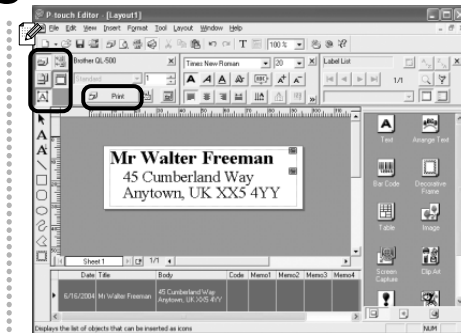 P-touch Editor - [Layout1]
File Edit View Insert Format Tool Layout Window Help
100 %
Brother QL-500
Times New Roman 20 Label List
Standard 1 A A A
Print 1/1
Mr Walter Freeman
45 Cumberland Way
Anytown, UK XX5 4YY
A
Text Arrange Text
Bar Code Decorative Frame
Table Image
Screen Capture Clip Art
Sheet 1 1/1
Date Title Body Code Memo1 Memo2 Memo3 Memo4
6/16/2004 Mr Walter Freeman 45 Cumberland Way
Anytown, UK XX5 4YY
Displays the list of objects that can be inserted as icons NUM